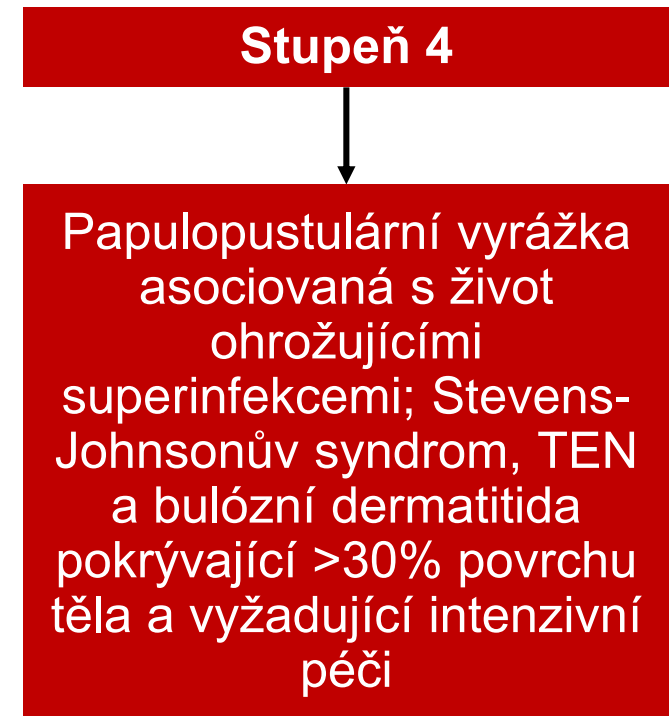 Stupeň 4
Papulopustulární vyrážka
asociovaná s život
ohrožujícími
superinfekcemi; Stevens-
Johnsonův syndrom, TEN
a bulózní dermatitida
pokrývající >30% povrchu
těla a vyžadující intenzivní
péči